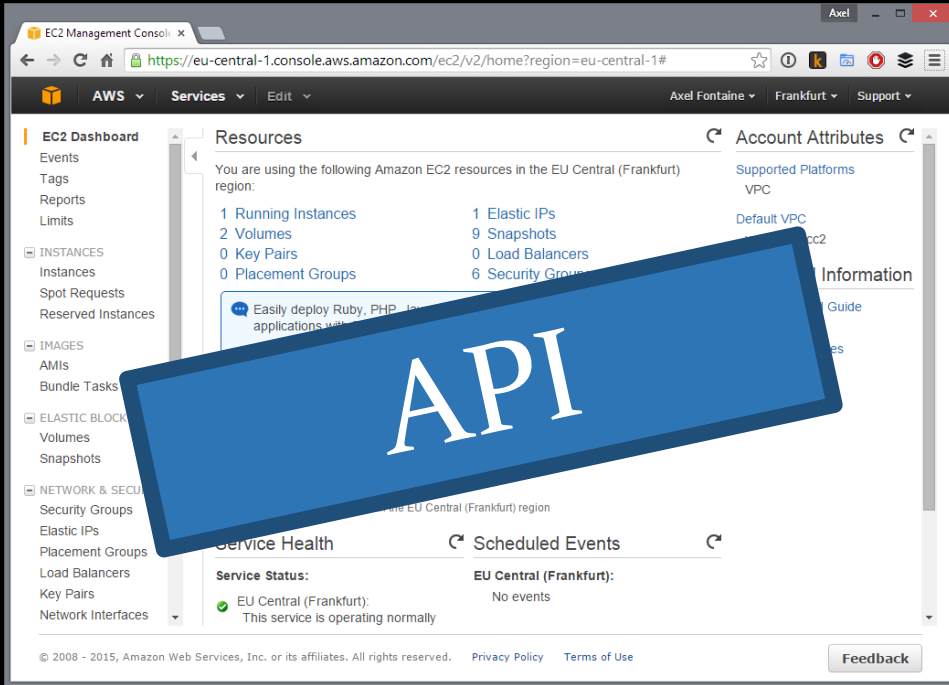 Axel
EC2 Management Consol
https://eu-central-1.console.aws.amazon.com/ec2/v2/home?region=eu-central-1#
AWS Services Edit Axel Fontaine Frankfurt Support
EC2 Dashboard
Events
Tags
Reports
Limits
INSTANCES
Instances
Spot Requests
Reserved Instances
IMAGES
AMIs
Bundle Tasks
ELASTIC BLOCK
Volumes
Snapshots
NETWORK & SECU
Security Groups
Elastic IPs
Placement Groups
Load Balancers
Key Pairs
Network Interfaces
Resources
You are using the following Amazon EC2 resources in the EU Central (Frankfurt)
region:
1 Running Instances
2 Volumes
0 Key Pairs
0 Placement Groups
1 Elastic IPs
9 Snapshots
0 Load Balancers
6 Security Group
Easily deploy Ruby, PHP,
applications
API
EU Central (Frankfurt) region
Service Health
Service Status:
EU Central (Frankfurt):
This service is operating normally
Scheduled Events
EU Central (Frankfurt):
No events
Account Attributes
Supported Platforms
VPC
Default VPC
cc2
Information
Guide
es
© 2008 - 2015, Amazon Web Services, Inc. or its affiliates. All rights reserved. Privacy Policy Terms of Use
Feedback